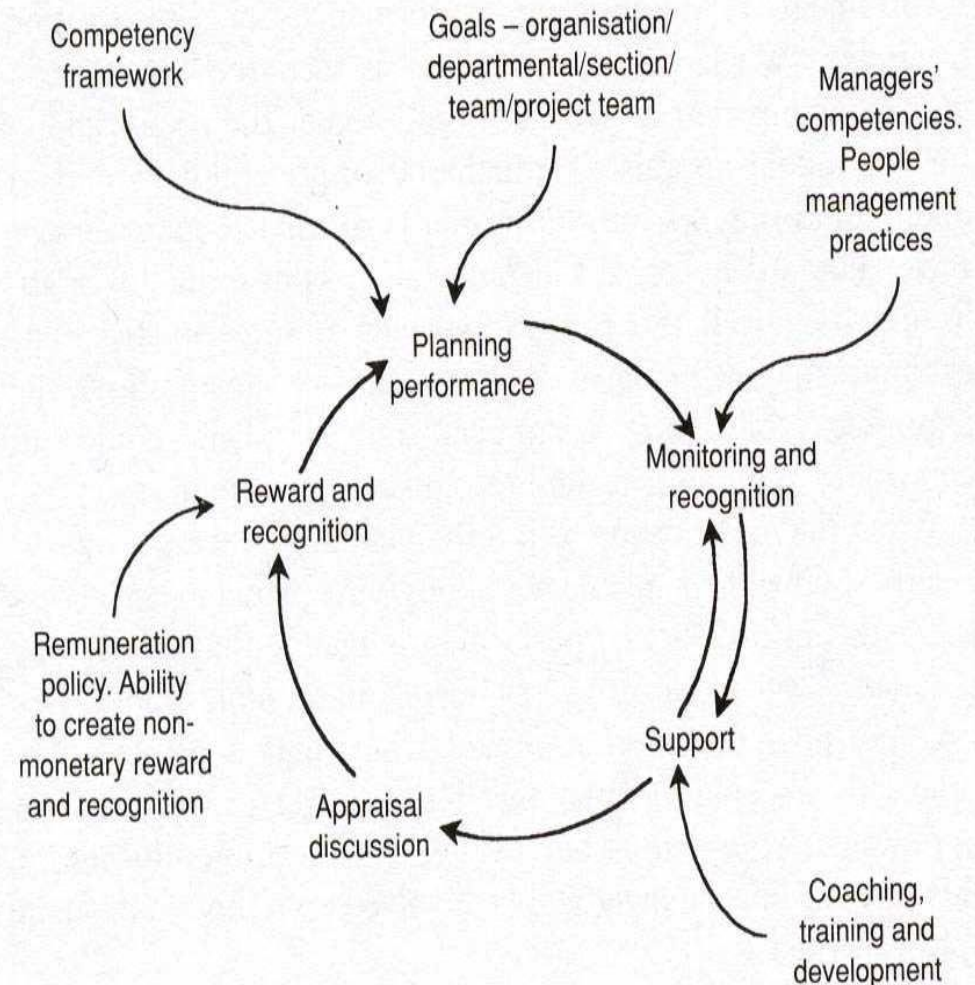 Competency
framework
Goals – organisation/
departmental/section/
team/project team
Managers'
competencies.
People
management
practices
Planning
performance
Monitoring and
recognition
Reward and
recognition
Remuneration
policy. Ability
to create non-
monetary reward
and recognition
Support
Appraisal
discussion
Coaching,
training and
development